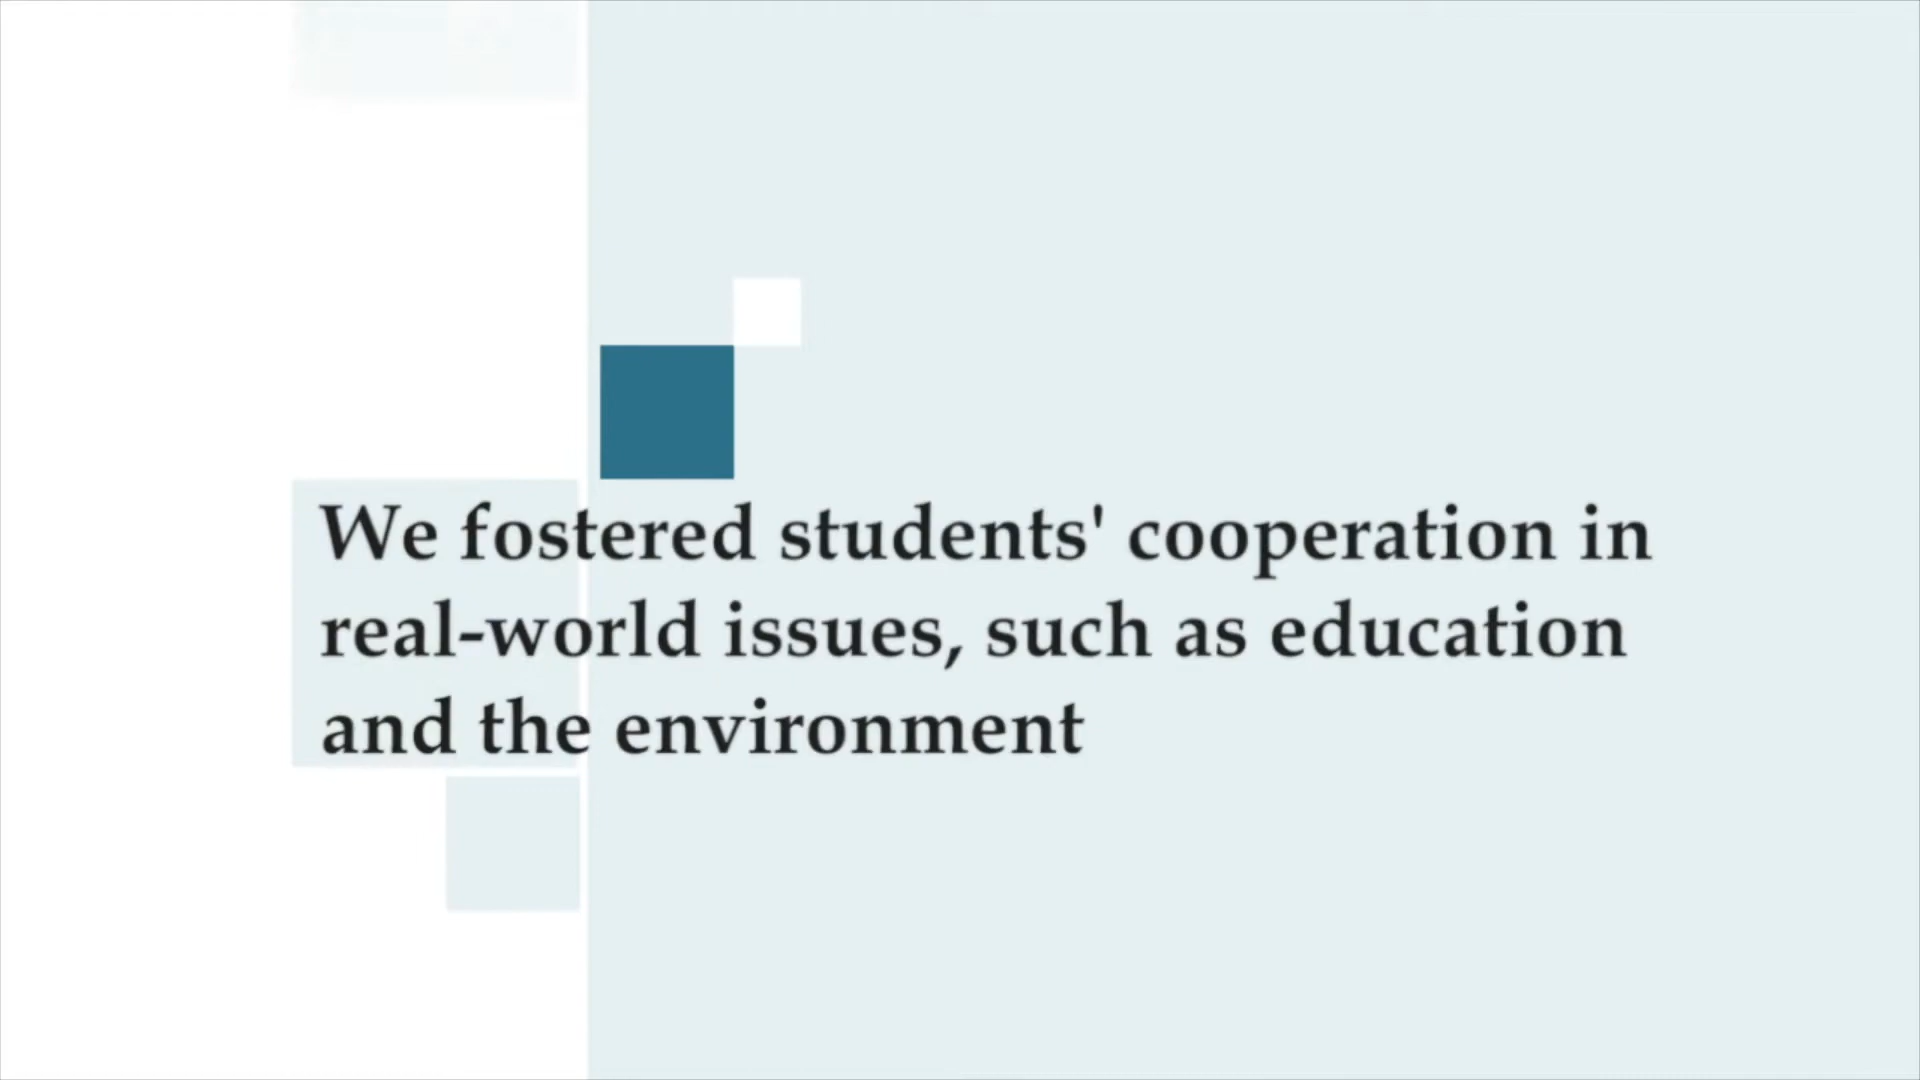 We fostered students' cooperation in
real-world issues, such as education
and the environment